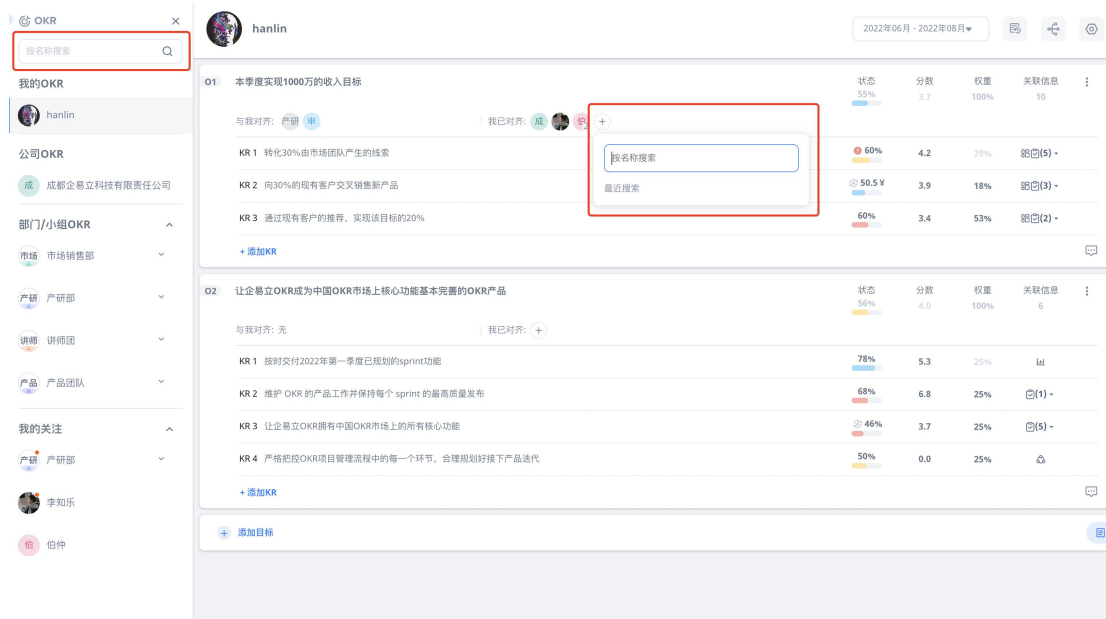 OKR
按名称搜索
我的OKR
hanlin
公司OKR
成 成都企易立科技有限责任公司
部门/小组OKR
市场 市场销售部
产研 产研部
讲师 讲师团
产品 产品团队
我的关注
产研 产研部
李知乐
伯 伯仲
hanlin
2022年06月 - 2022年08月
O1 本季度实现1000万的收入目标 状态 分数 权重 关联信息
55% 3.7 100% 10
与我对齐: 产研 申 我已对齐: 成 伯 +
按名称搜索
最近搜索
KR 1 转化30%由市场团队产生的线索 60% 4.2 29% (5)
KR 2 向30%的现有客户交叉销售新产品 50.5 ¥ 3.9 18% (3)
KR 3 通过现有客户的推荐，实现该目标的20% 60% 3.4 53% (2)
+ 添加KR
O2 让企易立OKR成为中国OKR市场上核心功能基本完善的OKR产品 状态 分数 权重 关联信息
56% 4.0 100% 6
与我对齐: 无 我已对齐: +
KR 1 按时交付2022年第一季度已规划的sprint功能 78% 5.3 25%
KR 2 维护 OKR 的产品工作并保持每个 sprint 的最高质量发布 68% 6.8 25% (1)
KR 3 让企易立OKR拥有中国OKR市场上的所有核心功能 46% 3.7 25% (5)
KR 4 严格把控OKR项目管理流程中的每一个环节，合理规划好接下产品迭代 50% 0.0 25%
+ 添加KR
+ 添加目标